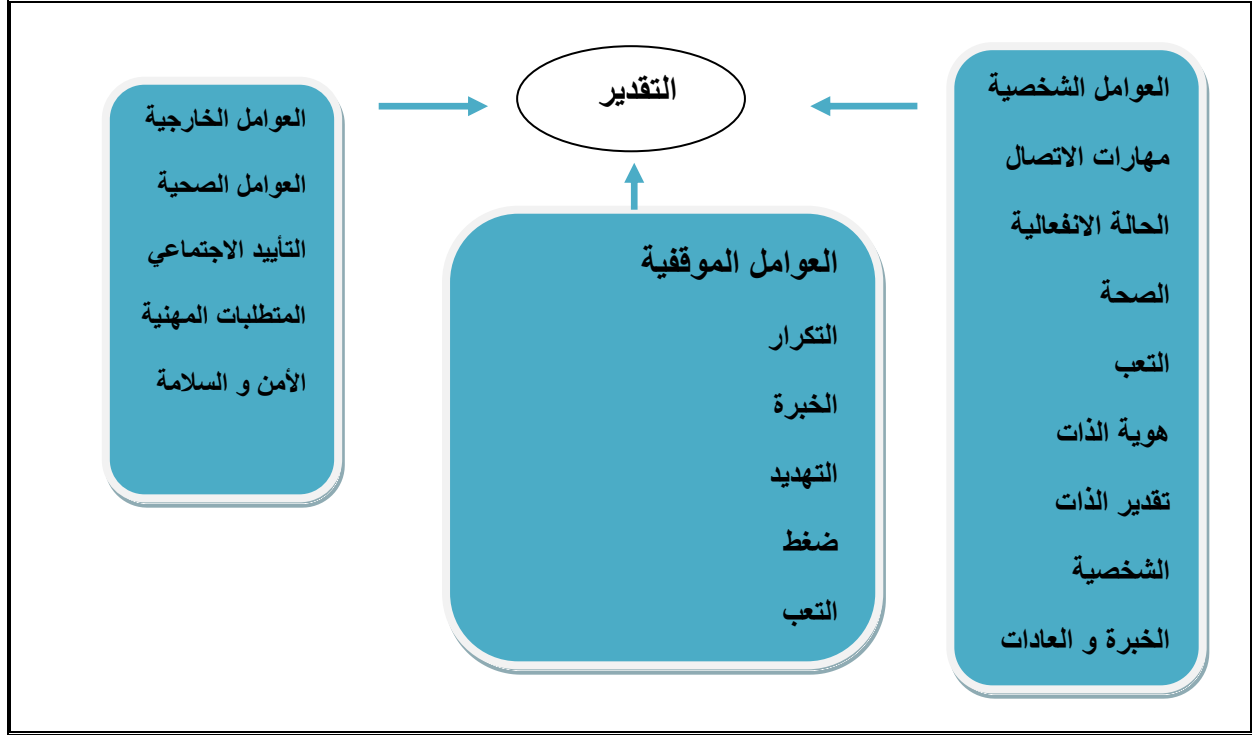 التقدير
العوامل الشخصية
مهارات الاتصال
الحالة الانفعالية
الصحة
التعب
هوية الذات
تقدير الذات
الشخصية
الخبرة و العادات
العوامل الموقفية
التكرار
الخبرة
التهديد
ضغط
التعب
العوامل الخارجية
العوامل الصحية
التأييد الاجتماعي
المتطلبات المهنية
الأمن و السلامة